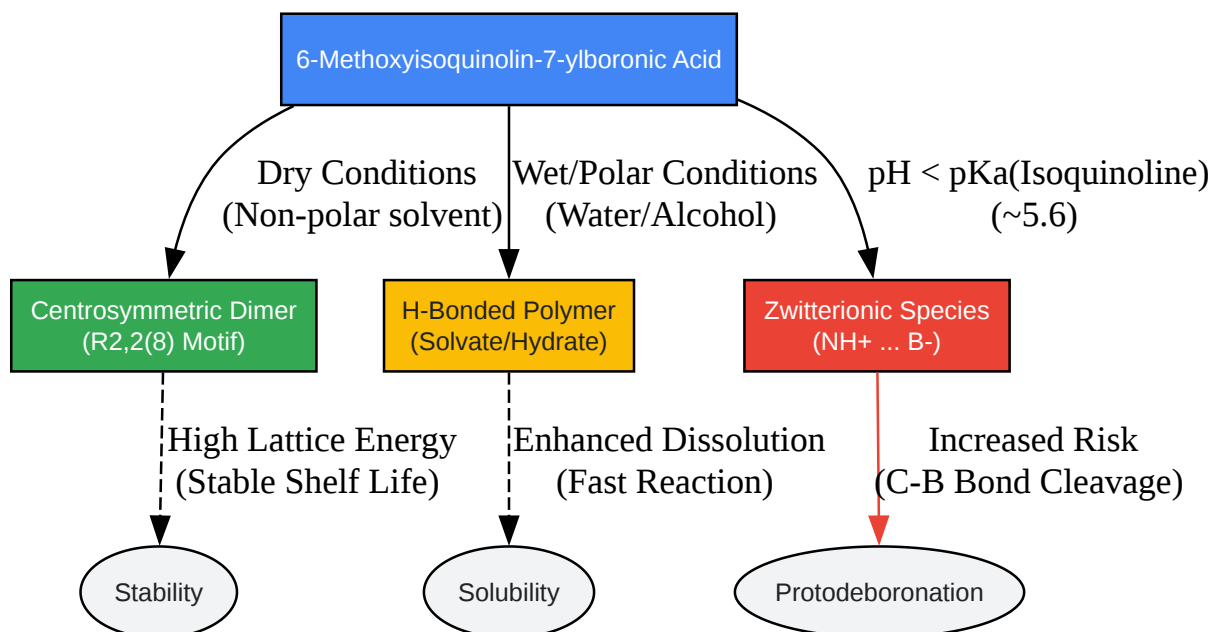 6-Methoxyisoquinolin-7-ylboronic Acid
Dry Conditions
(Non-polar solvent)
Wet/Polar Conditions
(Water/Alcohol)
pH < pKa(Isoquinoline)
(~5.6)
Centrosymmetric Dimer
(R2,2(8) Motif)
H-Bonded Polymer
(Solvate/Hydrate)
Zwitterionic Species
(NH+ ... B-)
High Lattice Energy
(Stable Shelf Life)
Enhanced Dissolution
(Fast Reaction)
Increased Risk
(C-B Bond Cleavage)
Stability
Solubility
Protodeboronation